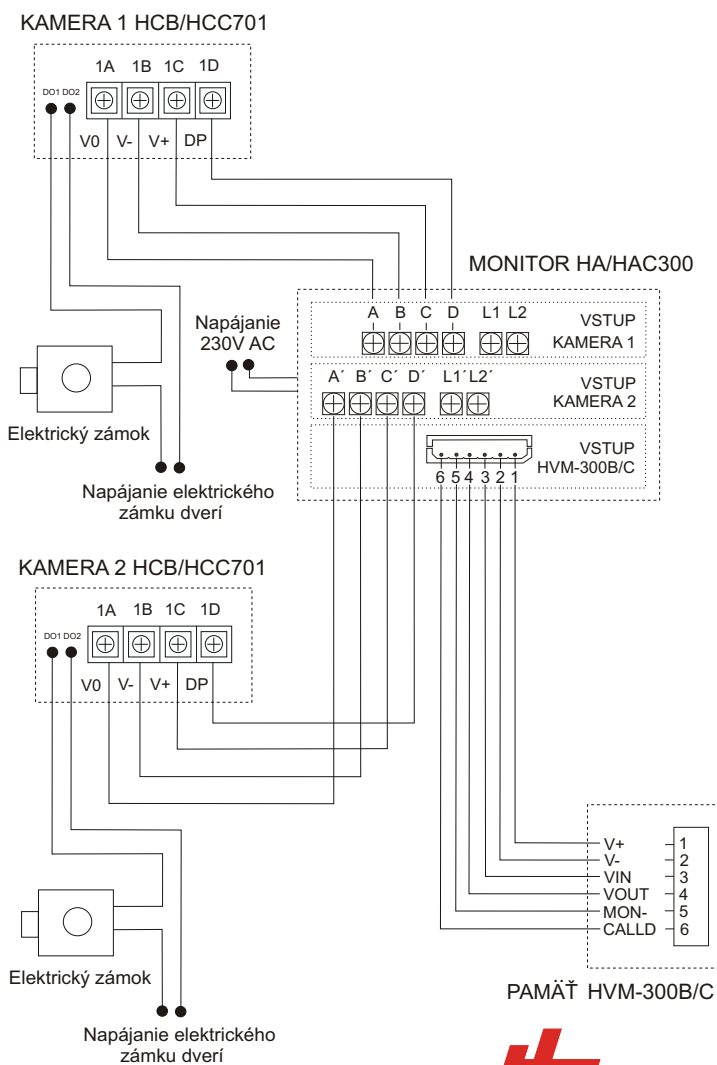 KAMERA 1 HCB/HCC701
1A 1B 1C 1D
DO1 DO2
V0 V- V+ DP
MONITOR HA/HAC300
A B C D L1 L2
VSTUP
KAMERA 1
Napájanie
230V AC
A´ B´ C´ D´ L1´ L2´
VSTUP
KAMERA 2
Elektrický zámok
VSTUP
HVM-300B/C
6 5 4 3 2 1
Napájanie elektrického
zámku dverí
KAMERA 2 HCB/HCC701
1A 1B 1C 1D
DO1 DO2
V0 V- V+ DP
V+ 1
V- 2
VIN 3
VOUT 4
MON- 5
CALLD 6
Elektrický zámok
PAMÄŤ HVM-300B/C
Napájanie elektrického
zámku dverí